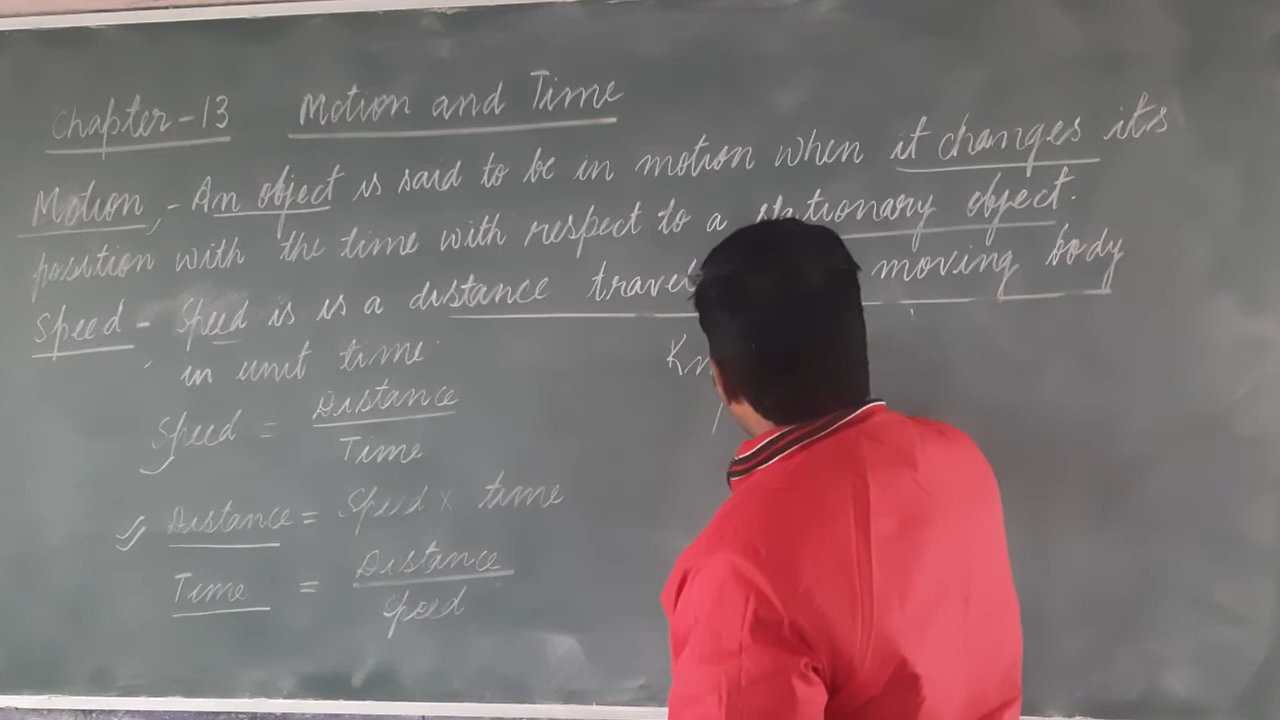 Chapter-13 Motion and Time
Motion,- An object is said to be in motion when it changes its
position with the time with respect to a stationary object.
Speed - Speed is is a distance travel moving body
in unit time.
Speed = Distance
Time
Distance = Speed x time
Time = Distance
Speed